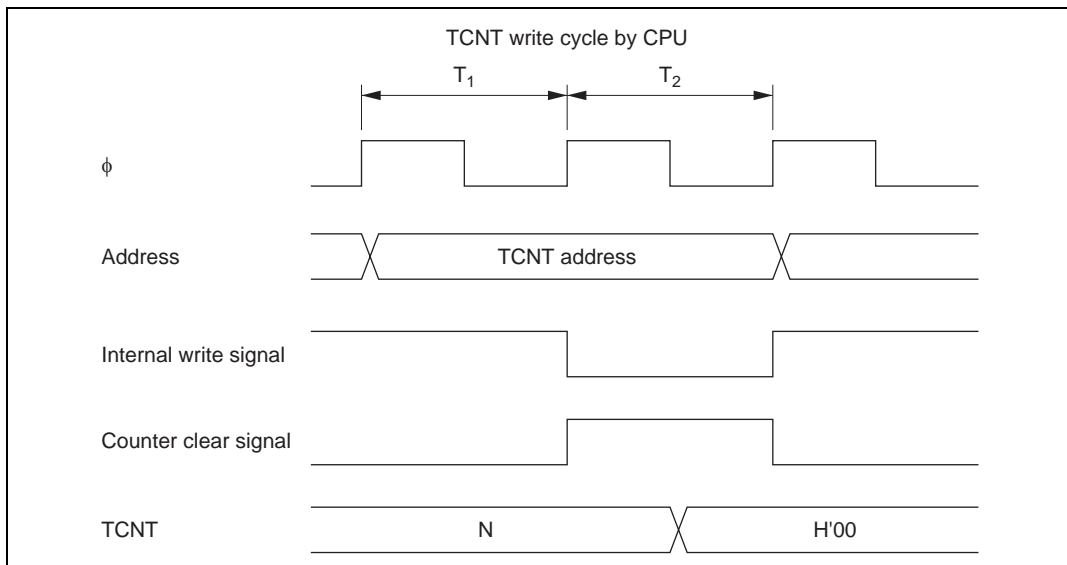 TCNT write cycle by CPU
T1 T2
ϕ
Address TCNT address
Internal write signal
Counter clear signal
TCNT N H'00